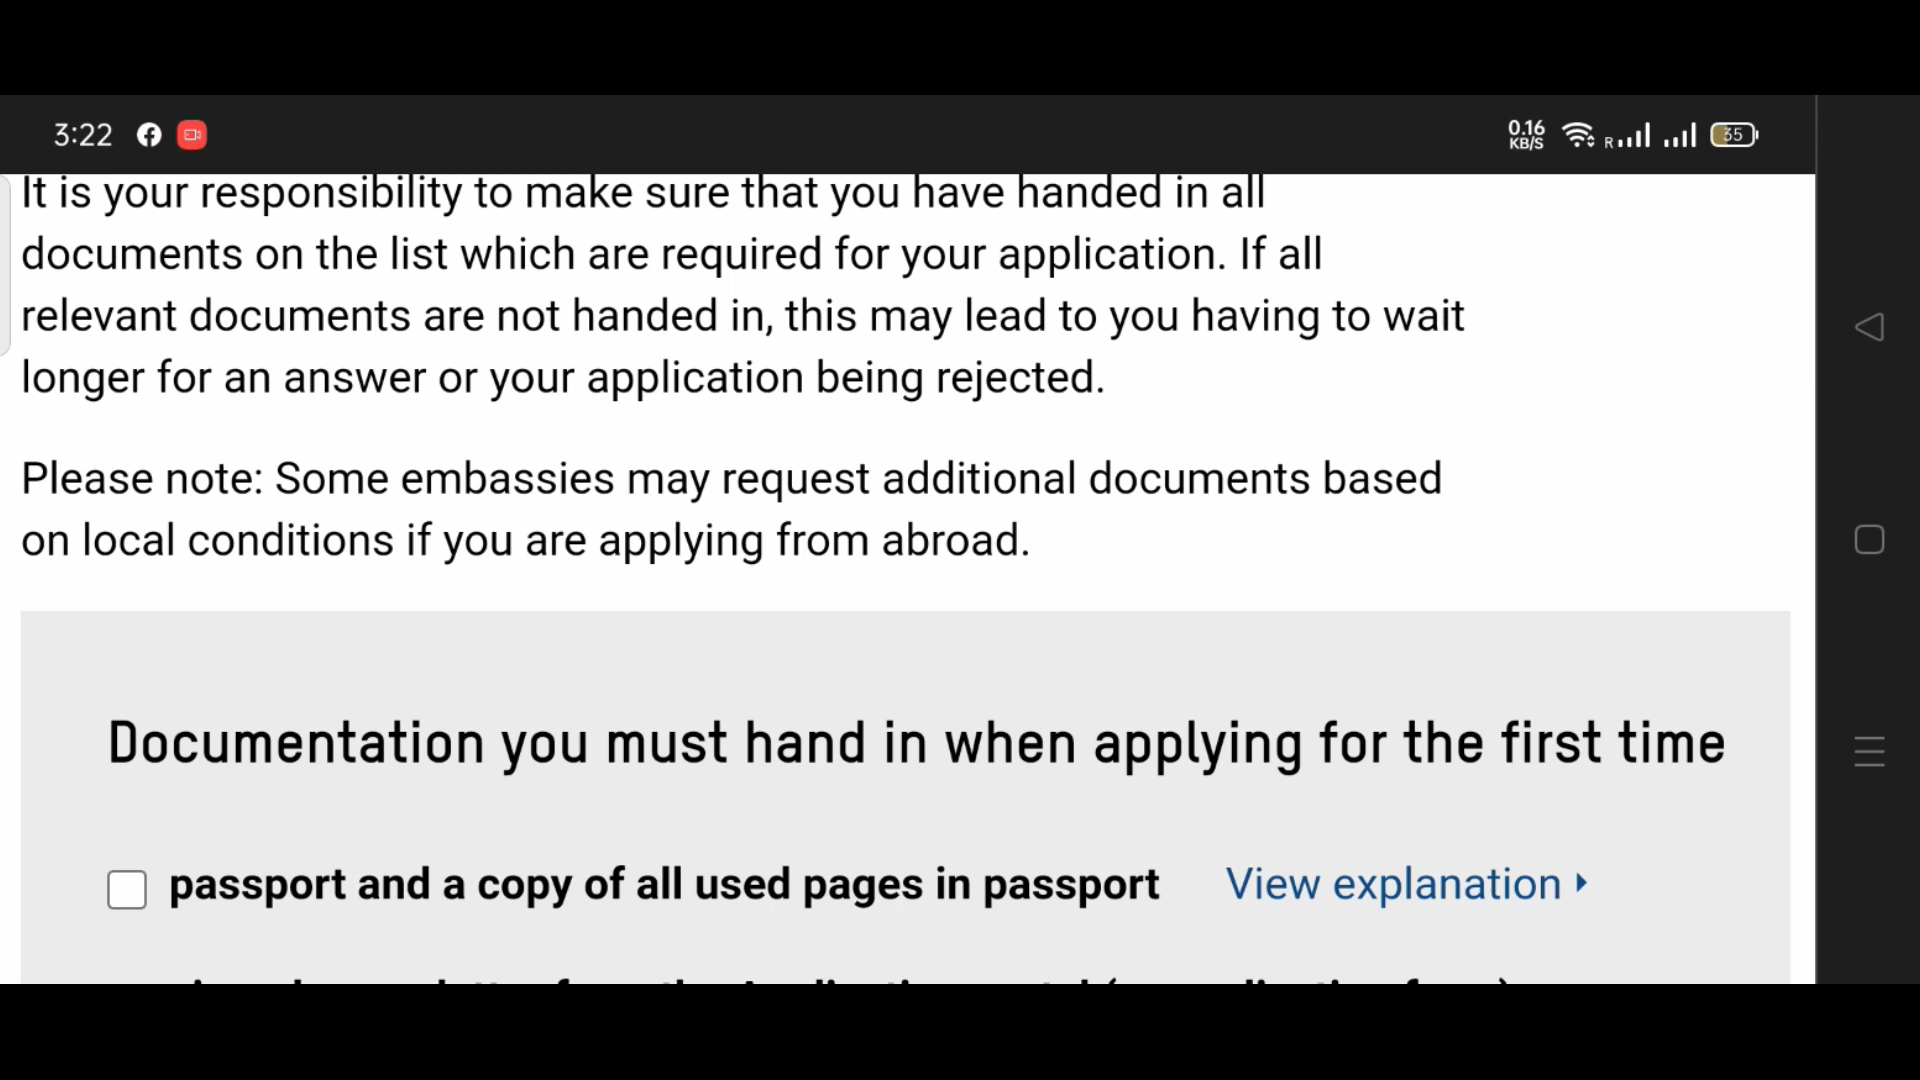 3:22
0.16
KB/S
R
35
It is your responsibility to make sure that you have handed in all
documents on the list which are required for your application. If all
relevant documents are not handed in, this may lead to you having to wait
longer for an answer or your application being rejected.
Please note: Some embassies may request additional documents based
on local conditions if you are applying from abroad.
Documentation you must hand in when applying for the first time
passport and a copy of all used pages in passport View explanation